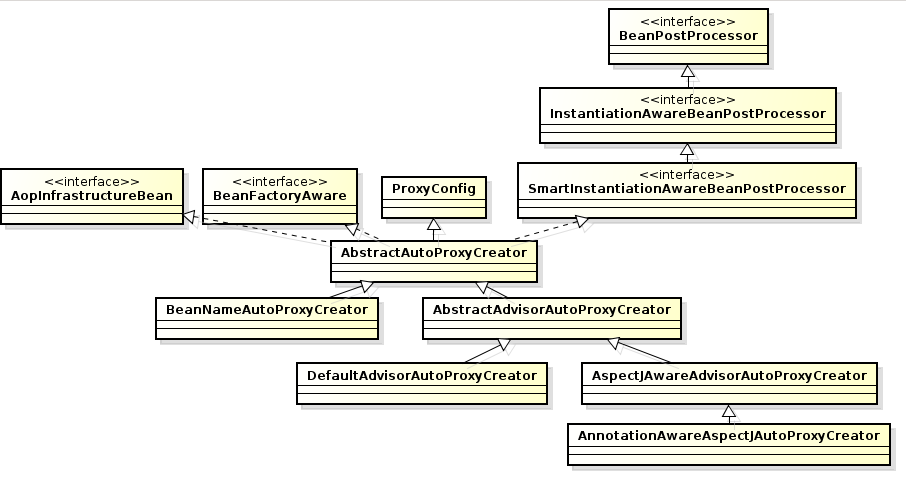 <<interface>>
BeanPostProcessor
<<interface>>
InstantiationAwareBeanPostProcessor
<<interface>>
AopInfrastructureBean
<<interface>>
BeanFactoryAware
ProxyConfig
<<interface>>
SmartInstantiationAwareBeanPostProcessor
AbstractAutoProxyCreator
BeanNameAutoProxyCreator
AbstractAdvisorAutoProxyCreator
DefaultAdvisorAutoProxyCreator
AspectJAwareAdvisorAutoProxyCreator
AnnotationAwareAspectJAutoProxyCreator